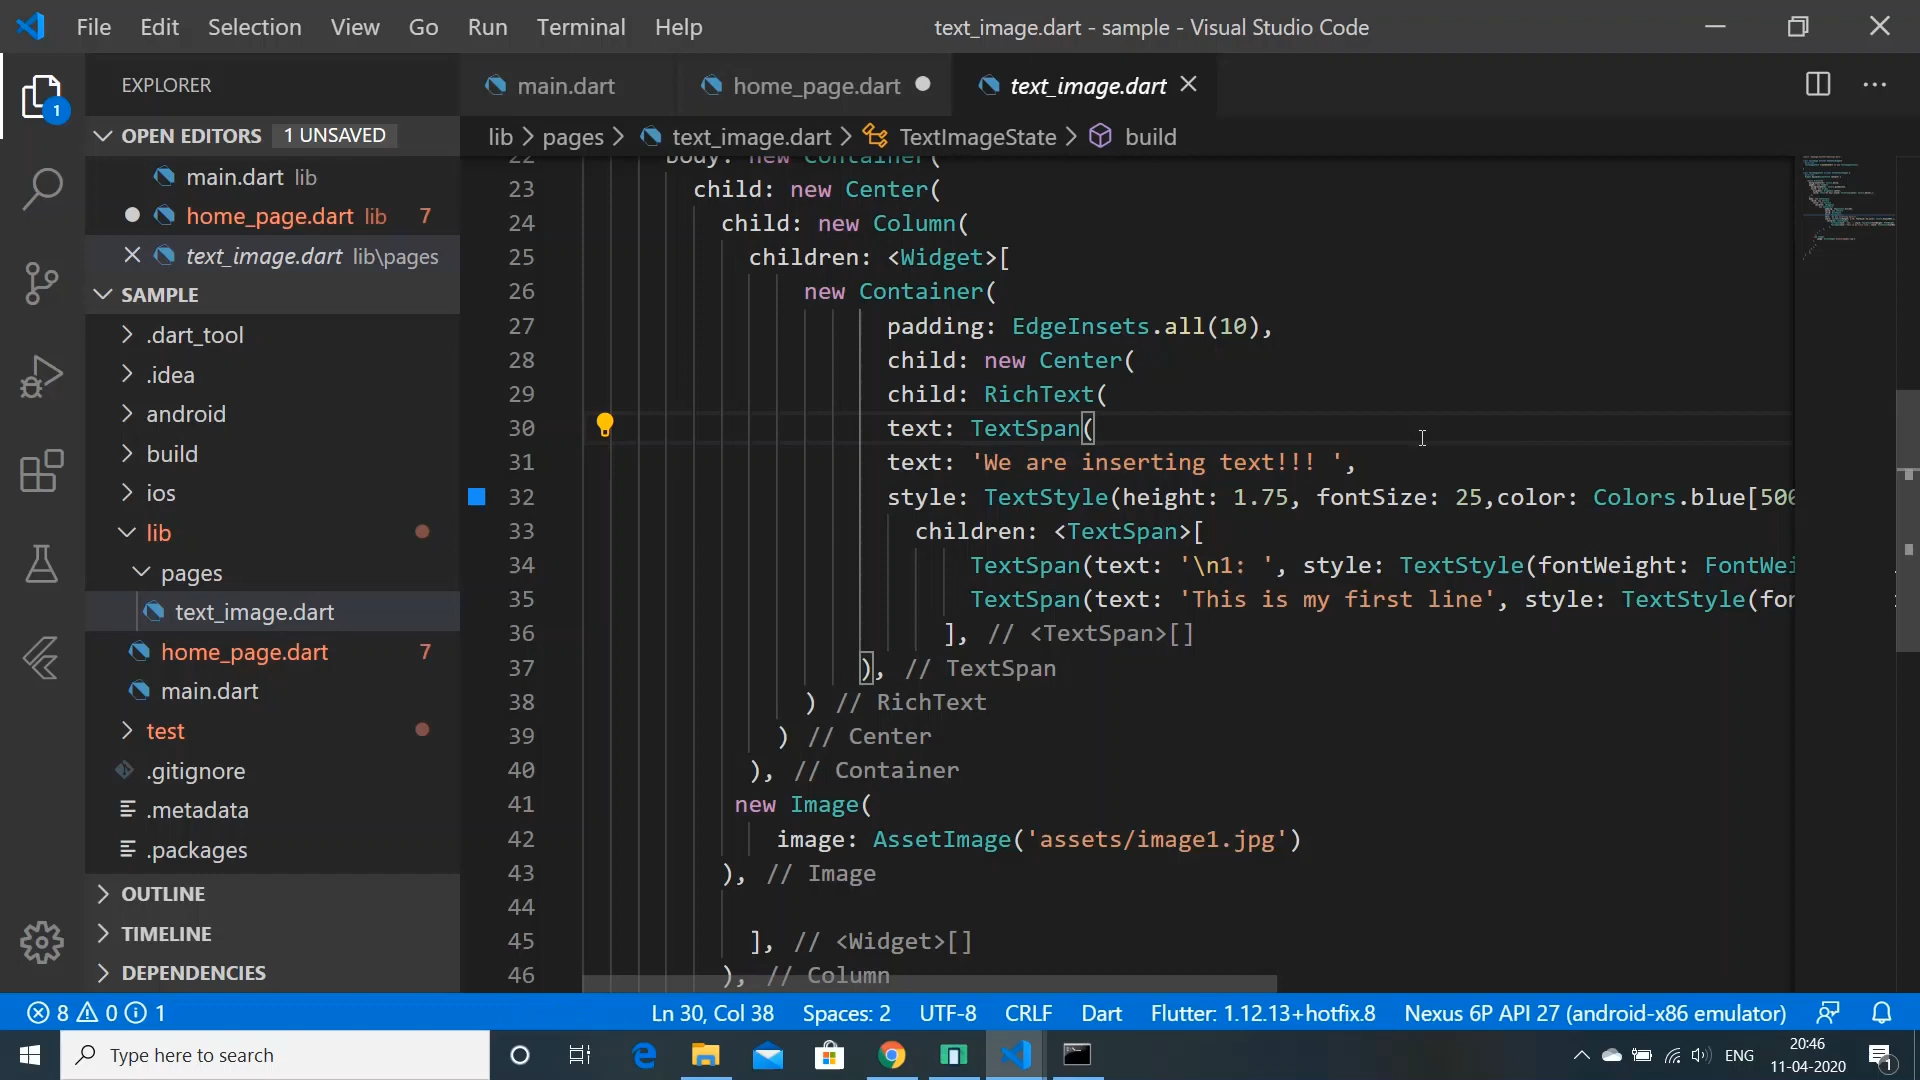 File Edit Selection View Go Run Terminal Help
text_image.dart - sample - Visual Studio Code
1
EXPLORER
OPEN EDITORS 1 UNSAVED
main.dart lib
home_page.dart lib 7
text_image.dart lib\pages
SAMPLE
.dart_tool
.idea
android
build
ios
lib
pages
text_image.dart
home_page.dart 7
main.dart
test
.gitignore
.metadata
.packages
OUTLINE
TIMELINE
DEPENDENCIES
main.dart home_page.dart text_image.dart
lib > pages > text_image.dart > TextImageState > build
22 body: new Container(
23 child: new Center(
24 child: new Column(
25 children: <Widget>[
26 new Container(
27 padding: EdgeInsets.all(10),
28 child: new Center(
29 child: RichText(
30 text: TextSpan(
31 text: 'We are inserting text!!! ',
32 style: TextStyle(height: 1.75, fontSize: 25,color: Colors.blue[500
33 children: <TextSpan>[
34 TextSpan(text: '\n1: ', style: TextStyle(fontWeight: FontWei
35 TextSpan(text: 'This is my first line', style: TextStyle(for
36 ], // <TextSpan>[]
37 ), // TextSpan
38 ) // RichText
39 ) // Center
40 ), // Container
41 new Image(
42 image: AssetImage('assets/image1.jpg')
43 ), // Image
44
45 ], // <Widget>[]
46 ), // Column
8 0 1 Ln 30, Col 38 Spaces: 2 UTF-8 CRLF Dart Flutter: 1.12.13+hotfix.8 Nexus 6P API 27 (android-x86 emulator)
Type here to search
ENG
20:46
11-04-2020
1